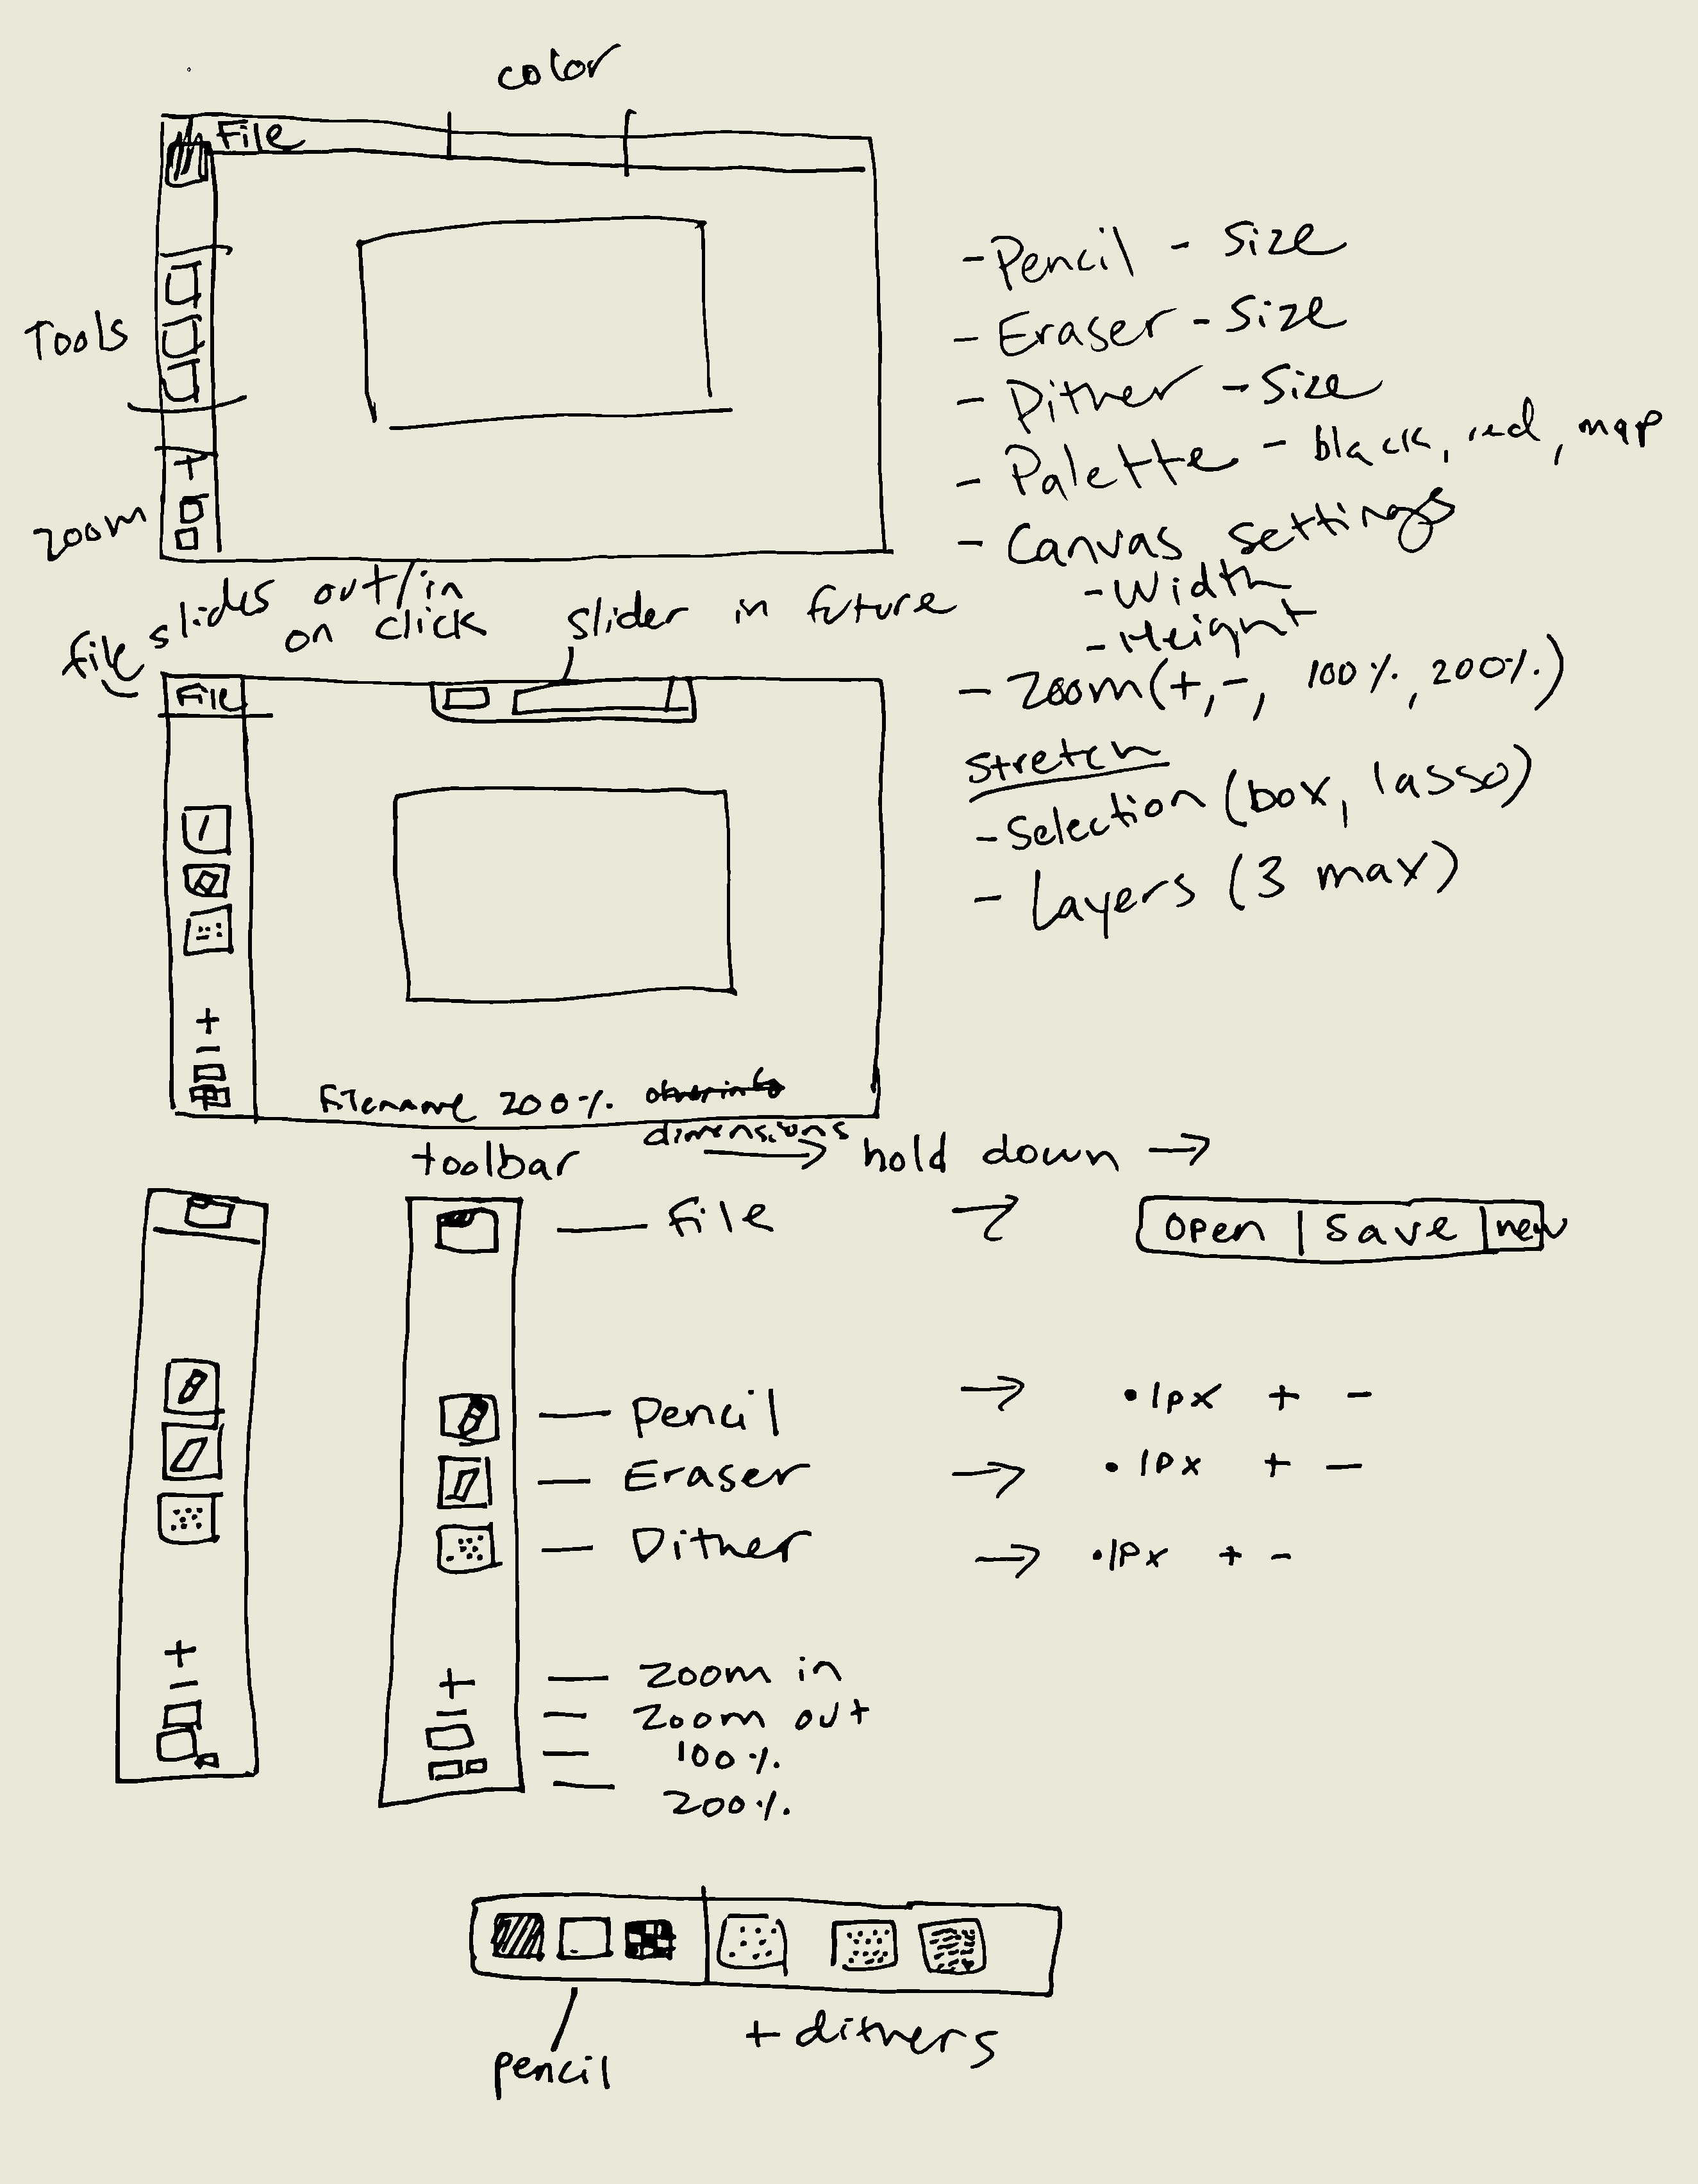 color
File
Tools
zoom
- Pencil - Size
- Eraser - Size
- Dither - Size
- Palette - black, red, map
- Canvas settings
- Width
- Height
- Zoom (+, -, 100%, 200%)
Stretch
- Selection (box, lasso)
- Layers (3 max)
file slides out/in
on click
slider in future
File
+
-
Filename 200%
dimensions
toolbar
hold down →
File
Open | Save | new
Pencil → • 1px + -
Eraser → • 1px + -
Dither → • 1px + -
+ — Zoom in
- — Zoom out
— 100%
— 200%
+
-
pencil
+ dithers